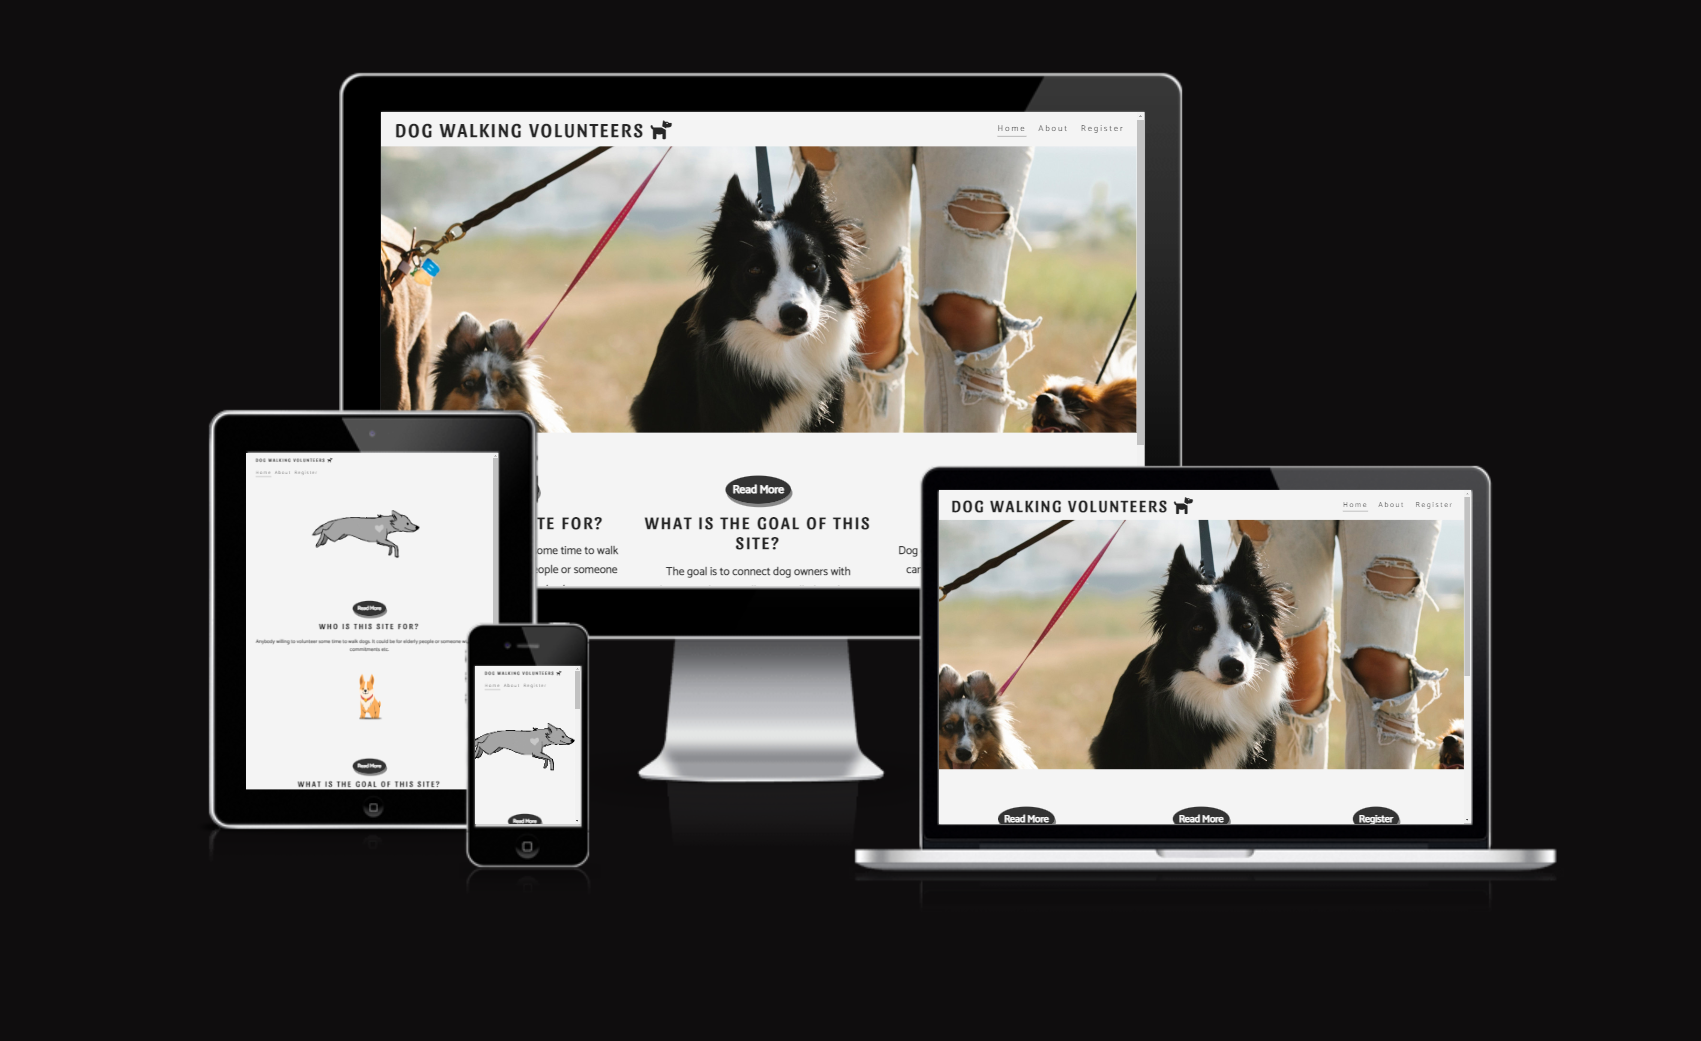 DOG WALKING VOLUNTEERS
Home About Register
Read More
TE FOR?
WHAT IS THE GOAL OF THIS
SITE?
ome time to walk
ople or someone
The goal is to connect dog owners with
Dog
car
DOG WALKING VOLUNTEERS
Home About Register
Read More
WHO IS THIS SITE FOR?
Anybody willing to volunteer some time to walk dogs. It could be for elderly people or someone
commitments etc.
Read More
WHAT IS THE GOAL OF THIS SITE?
DOG WALKING VOLUNTEERS
Home About Register
Read More
DOG WALKING VOLUNTEERS
Home About Register
Read More
Read More
Register